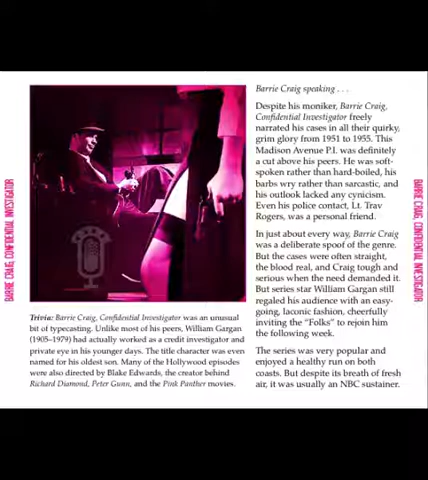 BARRIE CRAIG, CONFIDENTIAL INVESTIGATOR
Trivia: Barrie Craig, Confidential Investigator was an unusual
bit of typecasting. Unlike most of his peers, William Gargan
(1905–1979) had actually worked as a credit investigator and
private eye in his younger days. The title character was even
named for his oldest son. Many of the Hollywood episodes
were also directed by Blake Edwards, the creator behind
Richard Diamond, Peter Gunn, and the Pink Panther movies.
Barrie Craig speaking . . .
Despite his moniker, Barrie Craig,
Confidential Investigator freely
narrated his cases in all their quirky,
grim glory from 1951 to 1955. This
Madison Avenue P.I. was definitely
a cut above his peers. He was soft-
spoken rather than hard-boiled, his
barbs wry rather than sarcastic, and
his outlook lacked any cynicism.
Even his police contact, Lt. Trav
Rogers, was a personal friend.
In just about every way, Barrie Craig
was a deliberate spoof of the genre.
But the cases were often straight,
the blood real, and Craig tough and
serious when the need demanded it.
But series star William Gargan still
regaled his audience with an easy-
going, laconic fashion, cheerfully
inviting the “Folks” to rejoin him
the following week.
The series was very popular and
enjoyed a healthy run on both
coasts. But despite its breath of fresh
air, it was usually an NBC sustainer.
BARRIE CRAIG, CONFIDENTIAL INVESTIGATOR